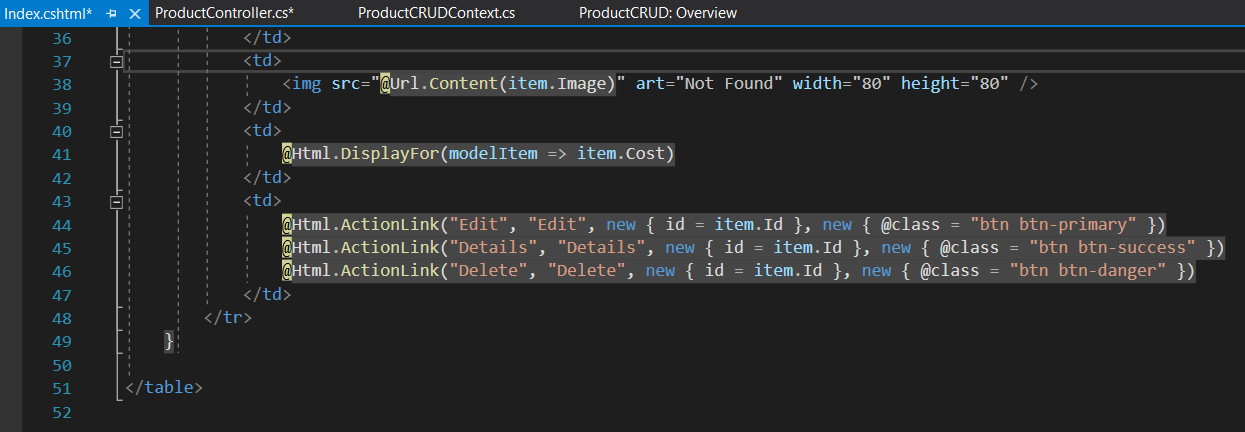 Index.cshtml* ProductController.cs* ProductCRUDContext.cs ProductCRUD: Overview
36 </td>
37 <td>
38 <img src="@Url.Content(item.Image)" art="Not Found" width="80" height="80" />
39 </td>
40 <td>
41 @Html.DisplayFor(modelItem => item.Cost)
42 </td>
43 <td>
44 @Html.ActionLink("Edit", "Edit", new { id = item.Id }, new { @class = "btn btn-primary" })
45 @Html.ActionLink("Details", "Details", new { id = item.Id }, new { @class = "btn btn-success" })
46 @Html.ActionLink("Delete", "Delete", new { id = item.Id }, new { @class = "btn btn-danger" })
47 </td>
48 </tr>
49 }
50
51 </table>
52